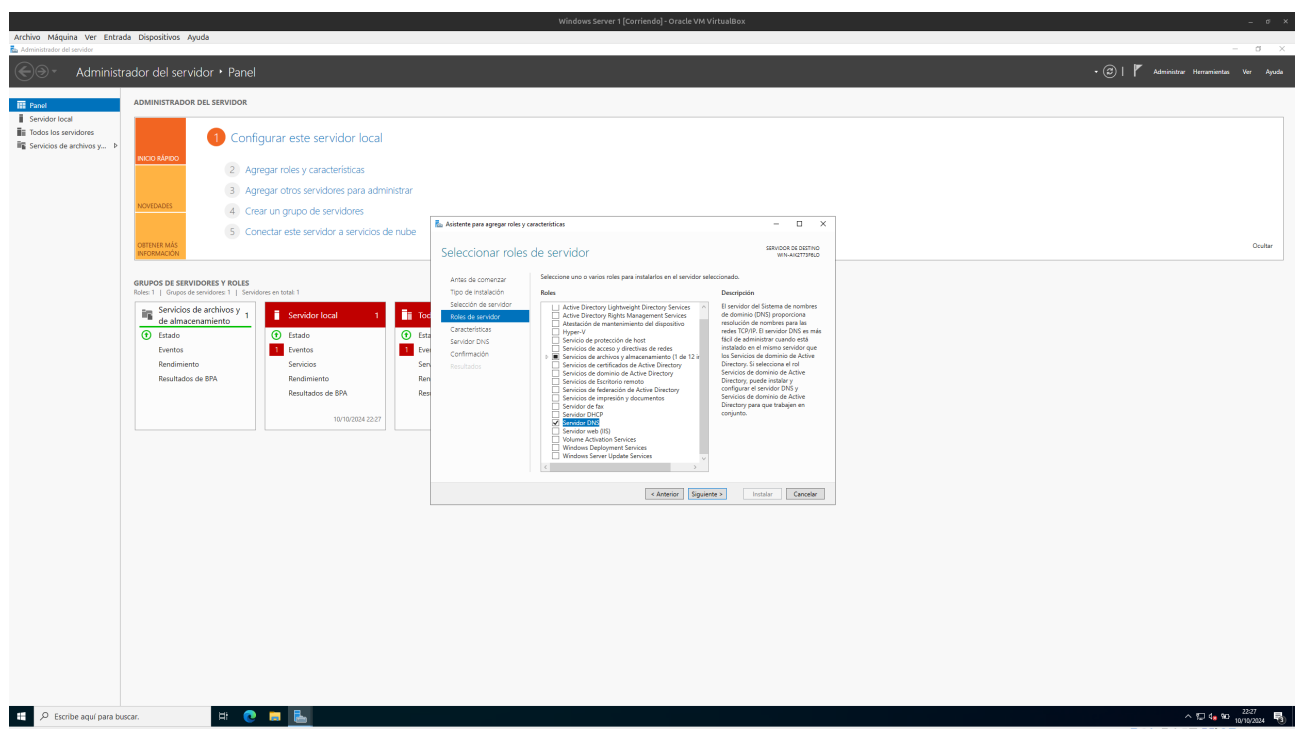 Windows Server 1 [Corriendo] - Oracle VM VirtualBox
Archivo Máquina Ver Entrada Dispositivos Ayuda
Administrador del servidor
Administrador del servidor • Panel
Administrar Herramientas Ver Ayuda
Panel
Servidor local
Todos los servidores
Servicios de archivos y...
ADMINISTRADOR DEL SERVIDOR
INICIO RÁPIDO
NOVEDADES
OBTENER MÁS
INFORMACIÓN
1 Configurar este servidor local
2 Agregar roles y características
3 Agregar otros servidores para administrar
4 Crear un grupo de servidores
5 Conectar este servidor a servicios de nube
Ocultar
GRUPOS DE SERVIDORES Y ROLES
Roles: 1 | Grupos de servidores: 1 | Servidores en total: 1
Servicios de archivos y
de almacenamiento
1
Estado
Eventos
Rendimiento
Resultados de BPA
Servidor local 1
Estado
1 Eventos
Servicios
Rendimiento
Resultados de BPA
10/10/2024 22:27
Tod
Esta
1 Eve
Ser
Ren
Res
Asistente para agregar roles y características
Seleccionar roles de servidor
SERVIDOR DE DESTINO
Antes de comenzar
Tipo de instalación
Selección de servidor
Roles de servidor
Características
Servidor DNS
Confirmación
Resultados
Seleccione uno o varios roles para instalarlos en el servidor seleccionado.
Roles
Active Directory Lightweight Directory Services
Active Directory Rights Management Services
Atestación de mantenimiento del dispositivo
Hyper-V
Servicio de protección de host
Servicios de acceso y directivas de redes
Servicios de archivos y almacenamiento (1 de 12 in
Servicios de certificados de Active Directory
Servicios de dominio de Active Directory
Servicios de Escritorio remoto
Servicios de federación de Active Directory
Servicios de impresión y documentos
Servidor de fax
Servidor DHCP
Servidor DNS
Servidor web (IIS)
Volume Activation Services
Windows Deployment Services
Windows Server Update Services
Descripción
El servidor del Sistema de nombres
de dominio (DNS) proporciona
resolución de nombres para las
redes TCP/IP. El servidor DNS es más
fácil de administrar cuando está
instalado en el mismo servidor que
los Servicios de dominio de Active
Directory. Si selecciona el rol
Servicios de dominio de Active
Directory, puede instalar y
configurar el servidor DNS y
Servicios de dominio de Active
Directory para que trabajen en
conjunto.
< Anterior Siguiente > Instalar Cancelar
Escribe aquí para buscar.
22:27
10/10/2024